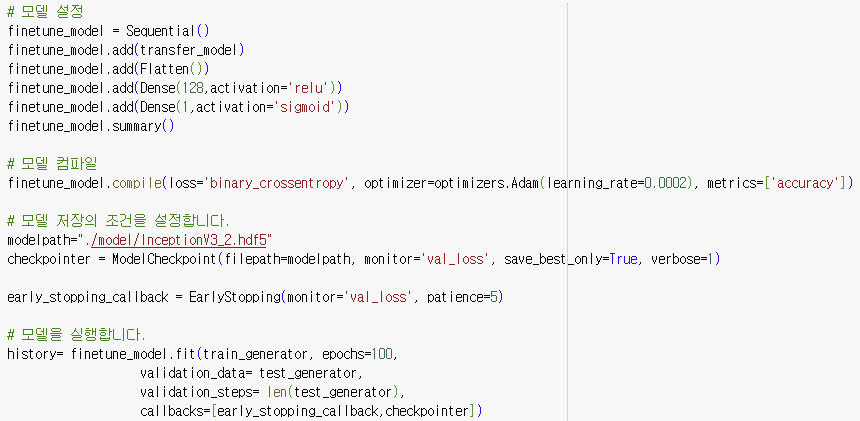 # 모델 설정
finetune_model = Sequential()
finetune_model.add(transfer_model)
finetune_model.add(Flatten())
finetune_model.add(Dense(128,activation='relu'))
finetune_model.add(Dense(1,activation='sigmoid'))
finetune_model.summary()
# 모델 컴파일
finetune_model.compile(loss='binary_crossentropy', optimizer=optimizers.Adam(learning_rate=0.0002), metrics=['accuracy'])
# 모델 저장의 조건을 설정합니다.
modelpath="./model/InceptionV3_2.hdf5"
checkpointer = ModelCheckpoint(filepath=modelpath, monitor='val_loss', save_best_only=True, verbose=1)
early_stopping_callback = EarlyStopping(monitor='val_loss', patience=5)
# 모델을 실행합니다.
history= finetune_model.fit(train_generator, epochs=100,
validation_data= test_generator,
validation_steps= len(test_generator),
callbacks=[early_stopping_callback,checkpointer])